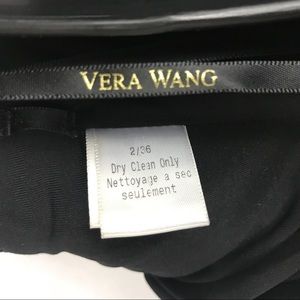 VERA WANG
2/36
Dry Clean Only
Nettoyage a sec
seulement